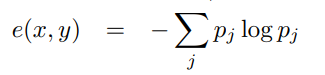 e(x, y) = − ∑_j p_j log p_j